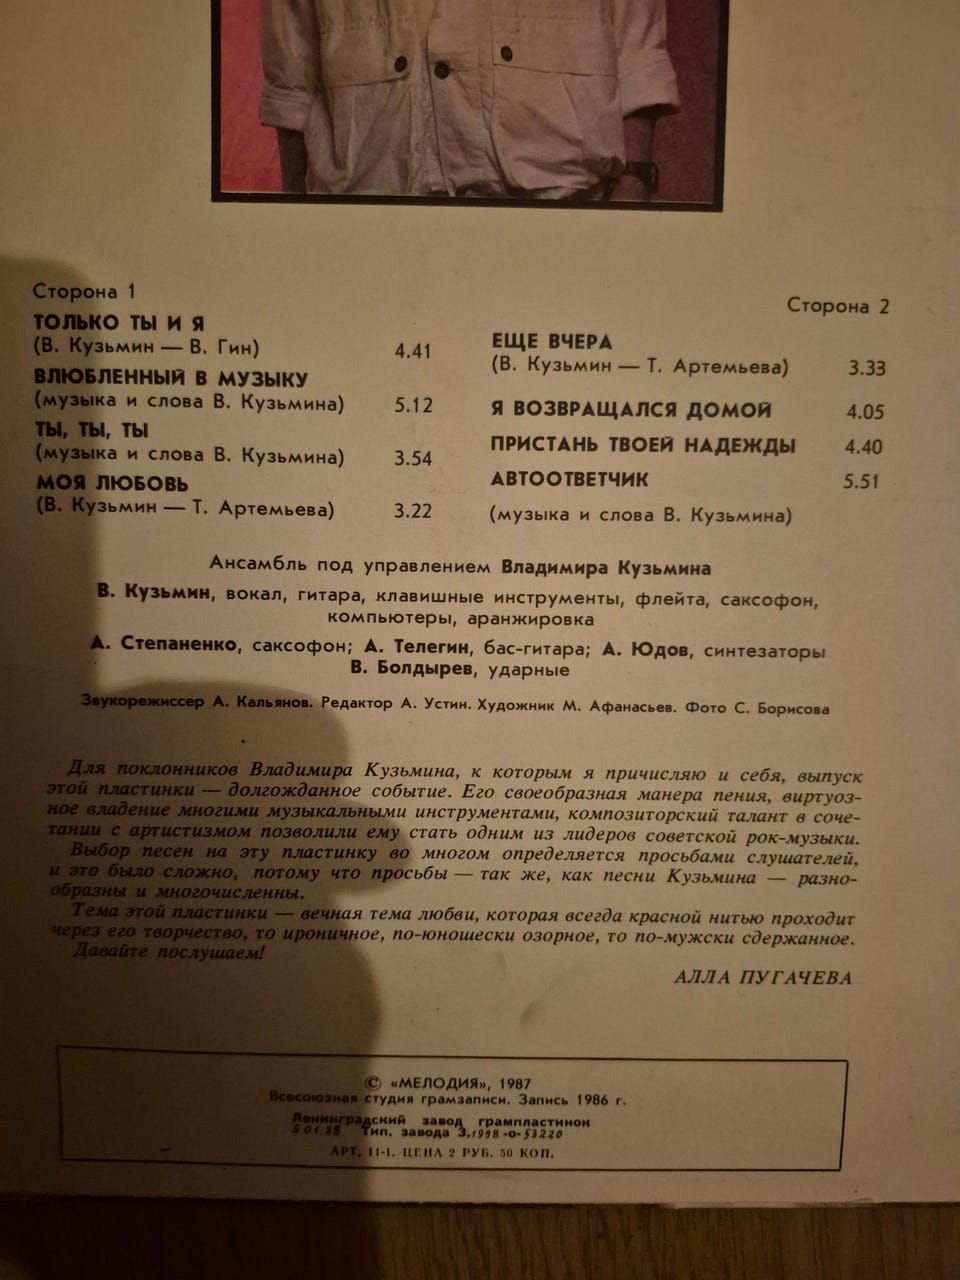 Сторона 1
ТОЛЬКО ТЫ И Я
(В. Кузьмин — В. Гин) 4.41
ВЛЮБЛЕННЫЙ В МУЗЫКУ
(музыка и слова В. Кузьмина) 5.12
ТЫ, ТЫ, ТЫ
(музыка и слова В. Кузьмина) 3.54
МОЯ ЛЮБОВЬ
(В. Кузьмин — Т. Артемьева) 3.22
Сторона 2
ЕЩЕ ВЧЕРА
(В. Кузьмин — Т. Артемьева) 3.33
Я ВОЗВРАЩАЛСЯ ДОМОЙ 4.05
ПРИСТАНЬ ТВОЕЙ НАДЕЖДЫ 4.40
АВТООТВЕТЧИК 5.51
(музыка и слова В. Кузьмина)
Ансамбль под управлением Владимира Кузьмина
В. Кузьмин, вокал, гитара, клавишные инструменты, флейта, саксофон,
компьютеры, аранжировка
А. Степаненко, саксофон; А. Телегин, бас-гитара; А. Юдов, синтезаторы
В. Болдырев, ударные
Звукорежиссер А. Кальянов. Редактор А. Устин. Художник М. Афанасьев. Фото С. Борисова
Для поклонников Владимира Кузьмина, к которым я причисляю и себя, выпуск
этой пластинки — долгожданное событие. Его своеобразная манера пения, виртуоз-
ное владение многими музыкальными инструментами, композиторский талант в соче-
тании с артистизмом позволили ему стать одним из лидеров советской рок-музыки.
Выбор песен на эту пластинку во многом определяется просьбами слушателей,
и это было сложно, потому что просьбы — так же, как песни Кузьмина — разно-
образны и многочисленны.
Тема этой пластинки — вечная тема любви, которая всегда красной нитью проходит
через его творчество, то ироничное, по-юношески озорное, то по-мужски сдержанное.
Давайте послушаем!
АЛЛА ПУГАЧЕВА
© «МЕЛОДИЯ», 1987
Всесоюзная студия грамзаписи. Запись 1986 г.
Ленинградский завод грампластинок
5.01.88. Тип. завода З.1998-о-53220
АРТ. 11-1. ЦЕНА 2 РУБ. 50 КОП.